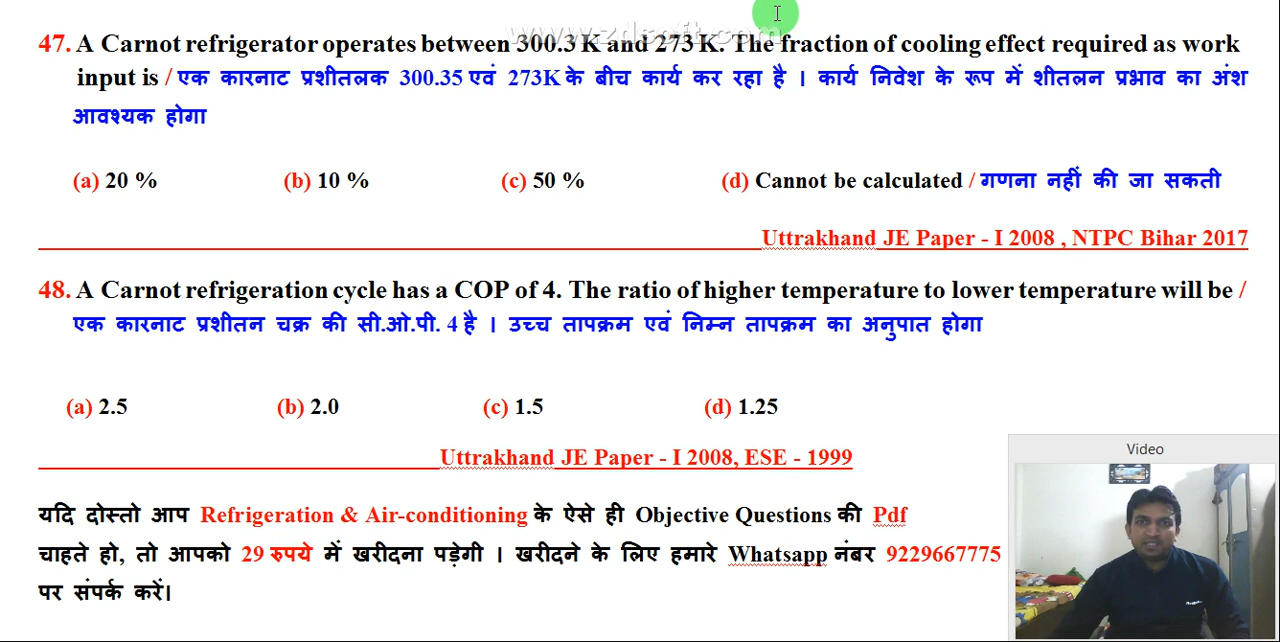 www.zdsoft.com
47. A Carnot refrigerator operates between 300.3 K and 273 K. The fraction of cooling effect required as work
input is / एक कारनाट प्रशीतलक 300.35 एवं 273K के बीच कार्य कर रहा है । कार्य निवेश के रूप में शीतलन प्रभाव का अंश
आवश्यक होगा
(a) 20 % (b) 10 % (c) 50 % (d) Cannot be calculated / गणना नहीं की जा सकती
Uttrakhand JE Paper - I 2008 , NTPC Bihar 2017
48. A Carnot refrigeration cycle has a COP of 4. The ratio of higher temperature to lower temperature will be /
एक कारनाट प्रशीतन चक्र की सी.ओ.पी. 4 है । उच्च तापक्रम एवं निम्न तापक्रम का अनुपात होगा
(a) 2.5 (b) 2.0 (c) 1.5 (d) 1.25
Uttrakhand JE Paper - I 2008, ESE - 1999
Video
यदि दोस्तो आप Refrigeration & Air-conditioning के ऐसे ही Objective Questions की Pdf
चाहते हो, तो आपको 29 रुपये में खरीदना पड़ेगी । खरीदने के लिए हमारे Whatsapp नंबर 9229667775
पर संपर्क करें।